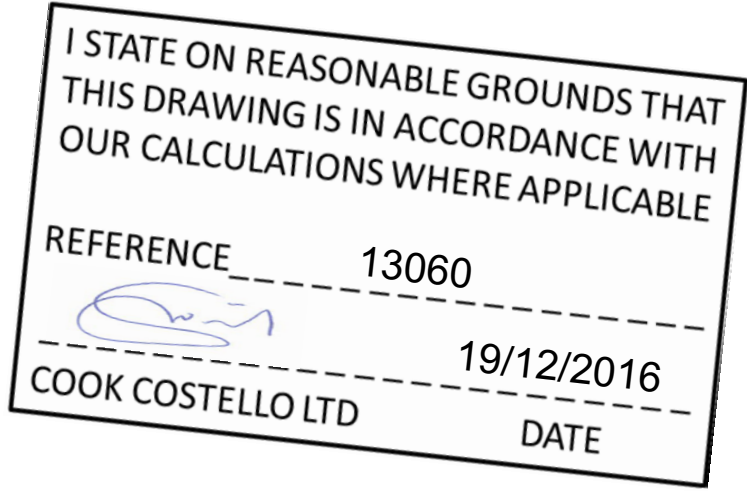 I STATE ON REASONABLE GROUNDS THAT
THIS DRAWING IS IN ACCORDANCE WITH
OUR CALCULATIONS WHERE APPLICABLE
REFERENCE 13060
19/12/2016
COOK COSTELLO LTD DATE